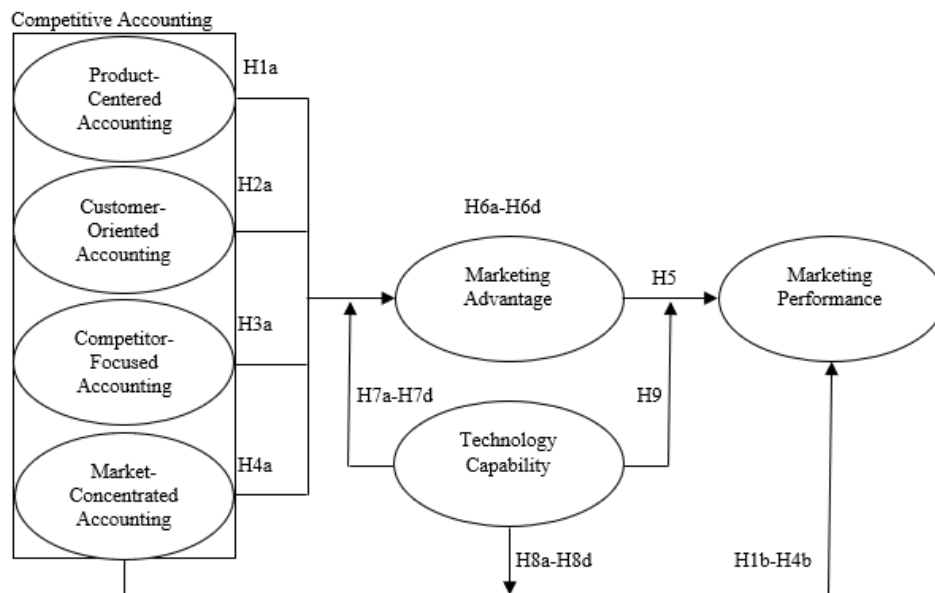 Competitive Accounting
H1a
Product-
Centered
Accounting
H2a
Customer-
Oriented
Accounting
H3a
Competitor-
Focused
Accounting
H4a
Market-
Concentrated
Accounting
H6a-H6d
Marketing
Advantage
H5
Marketing
Performance
H7a-H7d
H9
Technology
Capability
H8a-H8d
H1b-H4b